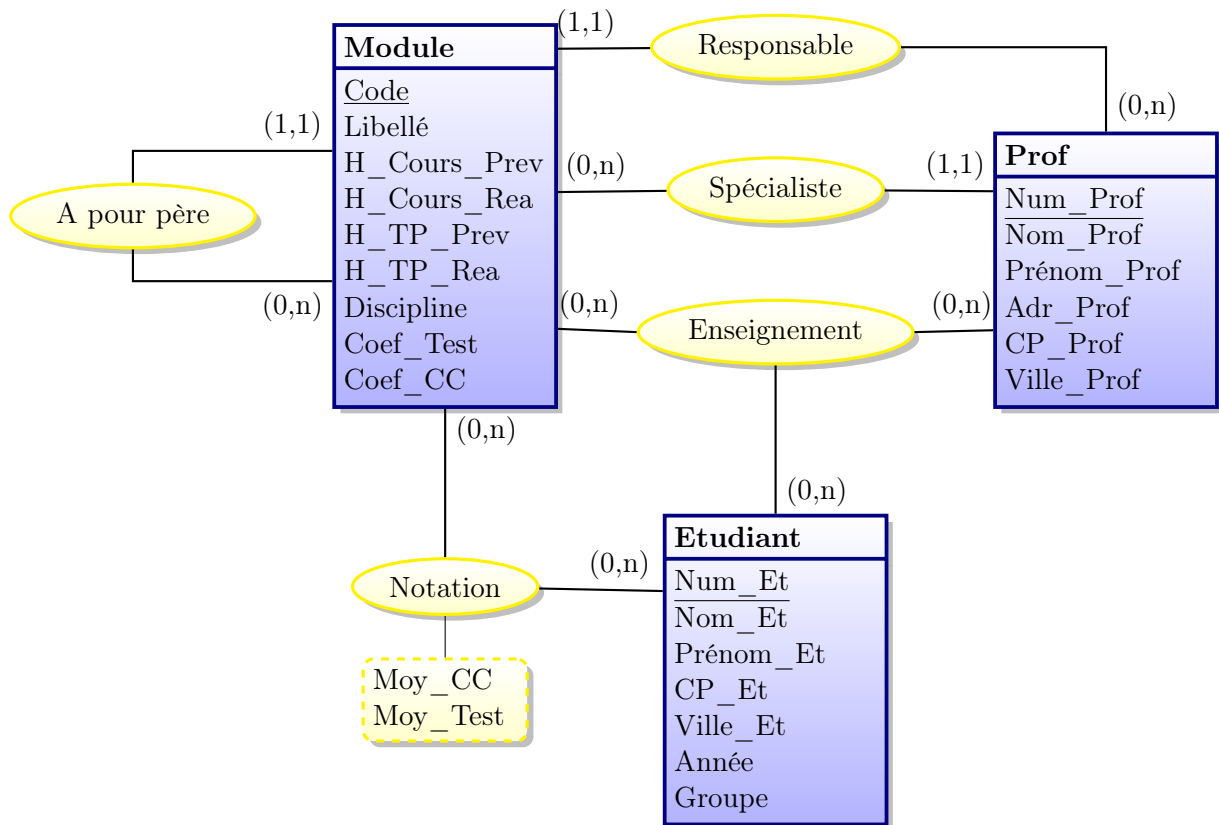 Module
Code
Libellé
H_Cours_Prev
H_Cours_Rea
H_TP_Prev
H_TP_Rea
Discipline
Coef_Test
Coef_CC
(1,1)
Responsable
(0,n)
Prof
Num_Prof
Nom_Prof
Prénom_Prof
Adr_Prof
CP_Prof
Ville_Prof
(1,1)
A pour père
(0,n)
(0,n)
Spécialiste
(1,1)
(0,n)
Enseignement
(0,n)
(0,n)
(0,n)
Notation
(0,n)
Moy_CC
Moy_Test
Etudiant
Num_Et
Nom_Et
Prénom_Et
CP_Et
Ville_Et
Année
Groupe